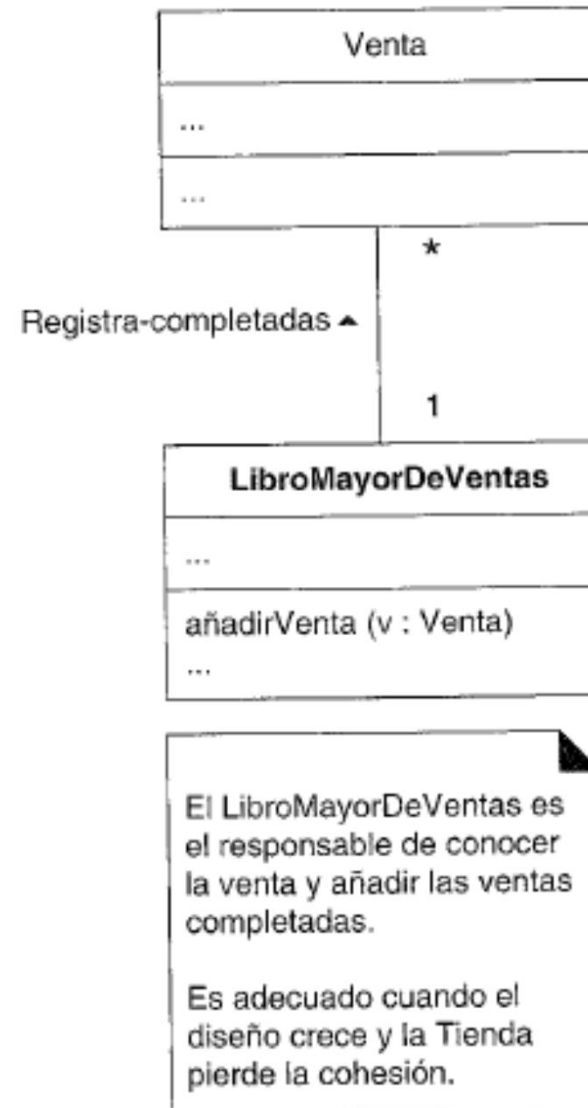 Venta
...
...
*
Registra-completadas ▲
1
LibroMayorDeVentas
...
añadirVenta (v : Venta)
...
El LibroMayorDeVentas es
el responsable de conocer
la venta y añadir las ventas
completadas.
Es adecuado cuando el
diseño crece y la Tienda
pierde la cohesión.